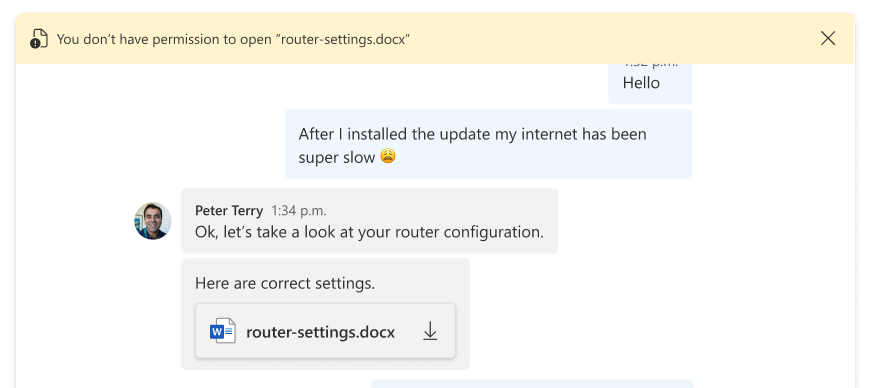 You don’t have permission to open “router-settings.docx”
1:32 p.m.
Hello
After I installed the update my internet has been
super slow 😩
Peter Terry 1:34 p.m.
Ok, let’s take a look at your router configuration.
Here are correct settings.
W
router-settings.docx